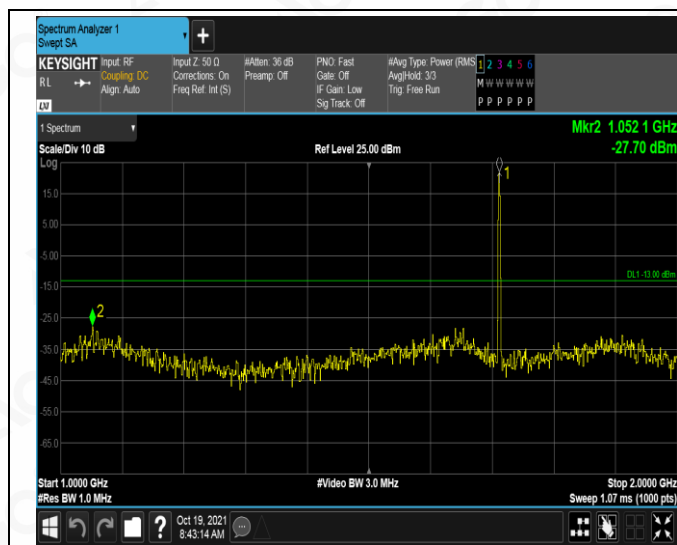 Spectrum Analyzer 1
Swept SA
+
KEYSIGHT
RL
LXI
Input: RF
Coupling: DC
Align: Auto
Input Z: 50 Ω
Corrections: On
Freq Ref: Int (S)
#Atten: 36 dB
Preamp: Off
PNO: Fast
Gate: Off
IF Gain: Low
Sig Track: Off
#Avg Type: Power (RMS
Avg|Hold: 3/3
Trig: Free Run
1 2 3 4 5 6
M W W W W W
P P P P P P
1 Spectrum
Mkr2 1.052 1 GHz
-27.70 dBm
Scale/Div 10 dB
Ref Level 25.00 dBm
Log
1
15.0
5.00
-5.00
DL1 -13.00 dBm
-15.0
2
-25.0
-35.0
-45.0
-55.0
-65.0
Start 1.0000 GHz
#Video BW 3.0 MHz
Stop 2.0000 GHz
#Res BW 1.0 MHz
Sweep 1.07 ms (1000 pts)
?
Oct 19, 2021
8:43:14 AM